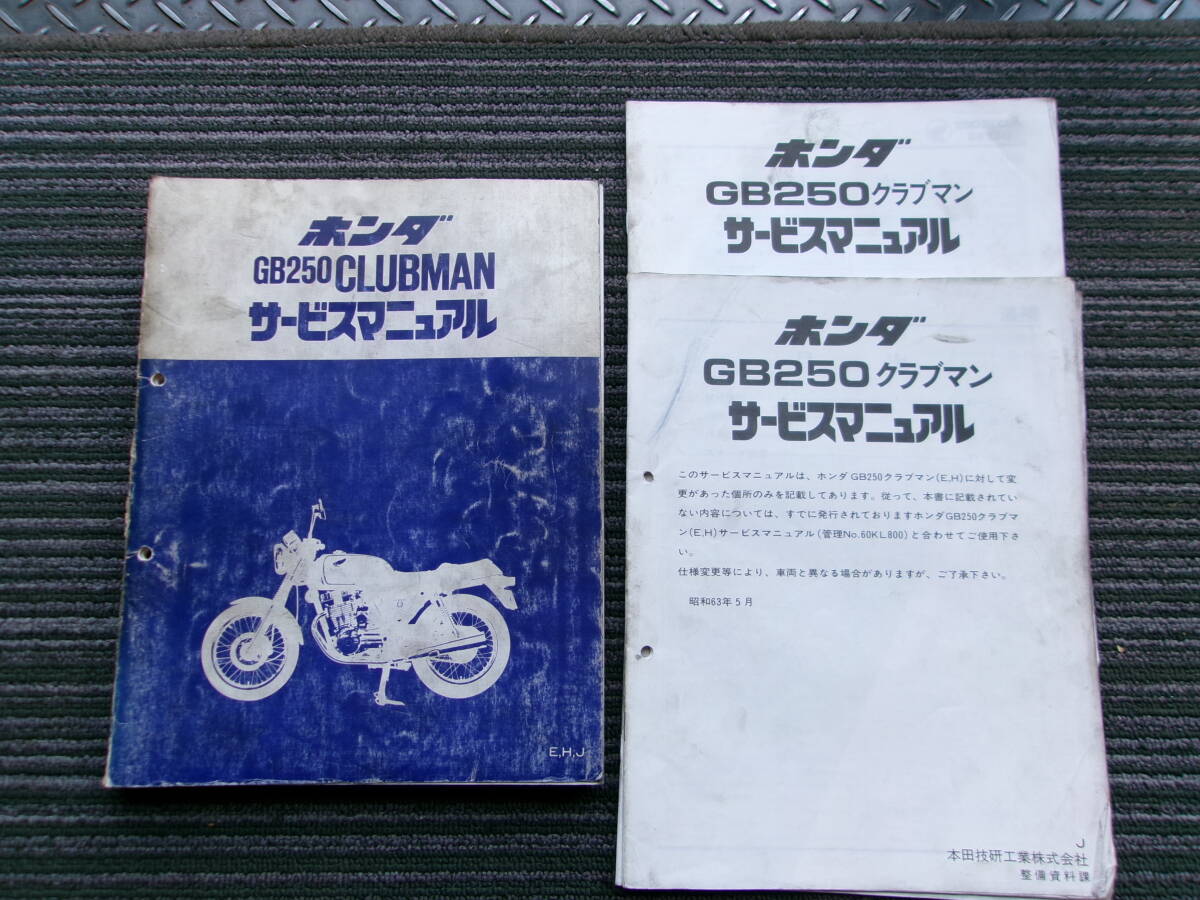 ホンダ
GB250 CLUBMAN
サービスマニュアル
E,H,J
ホンダ
GB250クラブマン
サービスマニュアル
ホンダ
GB250クラブマン
サービスマニュアル
このサービスマニュアルは、ホンダGB250クラブマン(E,H)に対して変
更があった個所のみを記載してあります。従って、本書に記載されてい
ない内容については、すでに発行されておりますホンダGB250クラブマ
ン(E,H)サービスマニュアル(管理No.60KL800)と合わせてご使用下さ
い。
仕様変更等により、車両と異なる場合がありますが、ご了承下さい。
昭和63年5月
J
本田技研工業株式会社
整備資料課